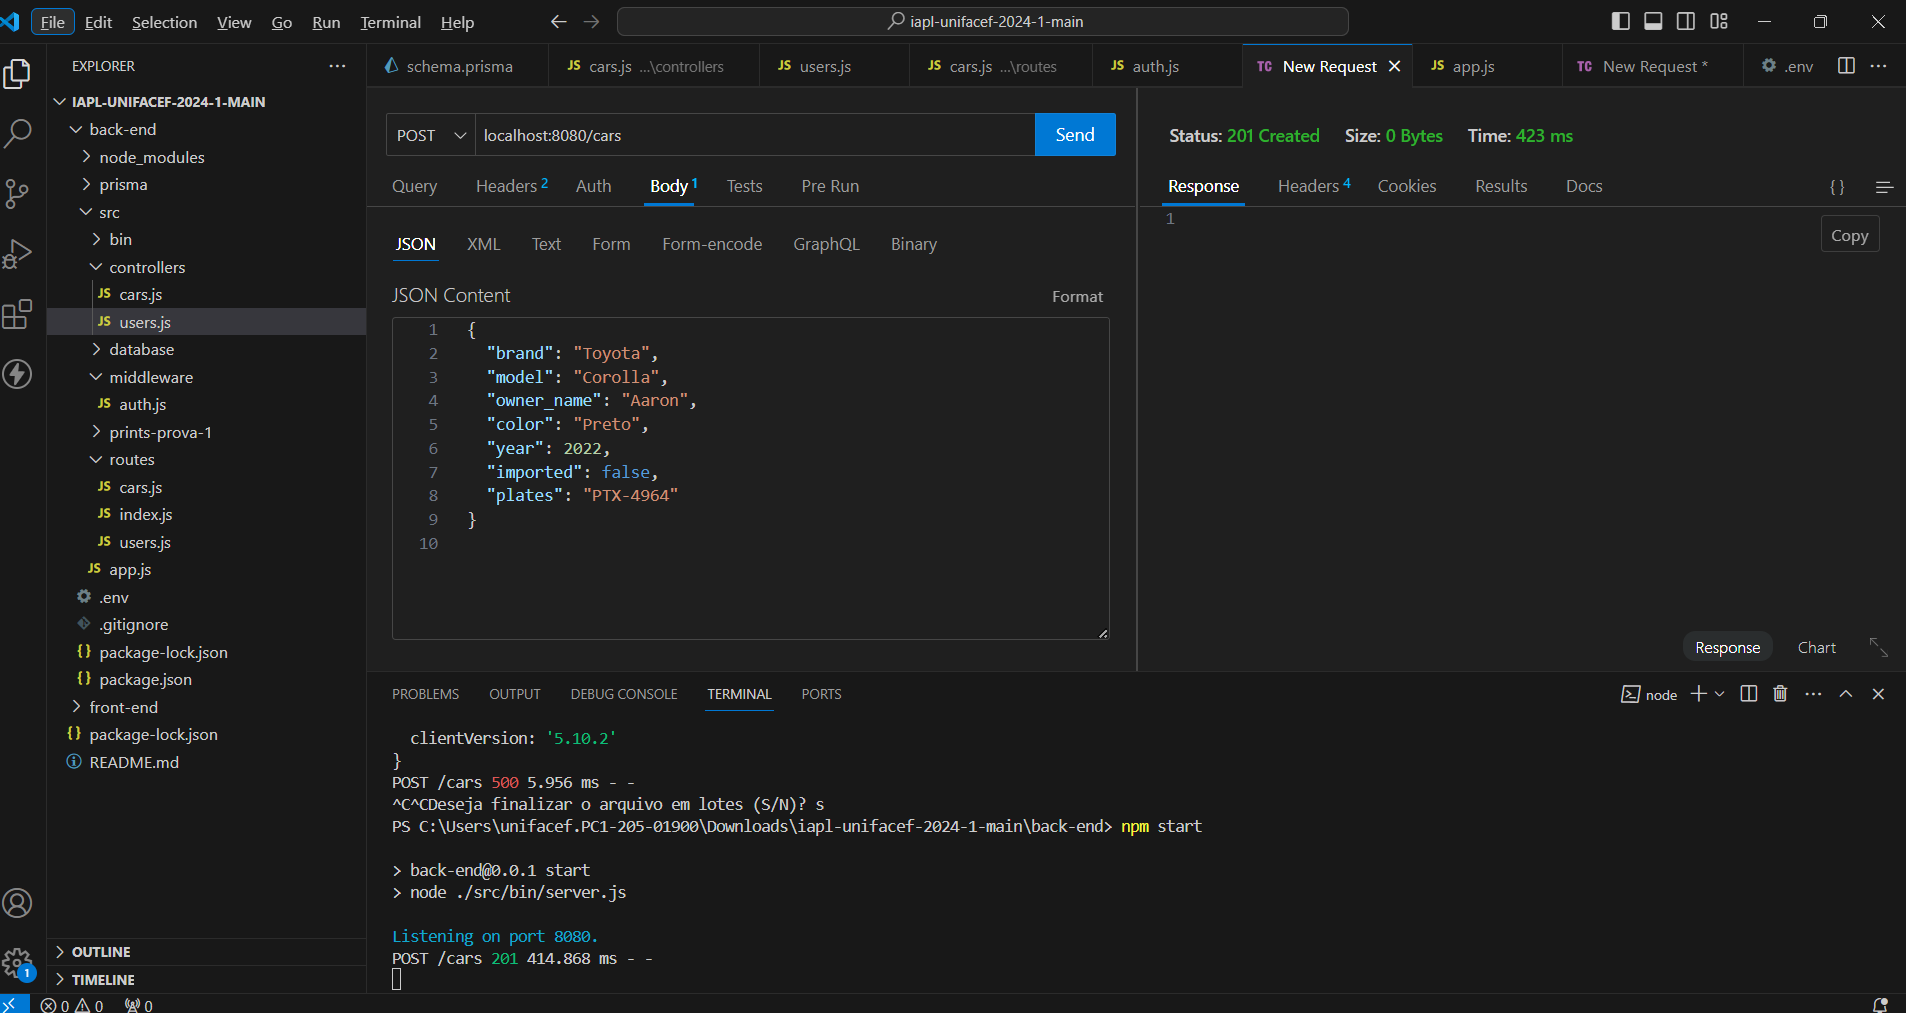 File Edit Selection View Go Run Terminal Help
iapl-unifacef-2024-1-main
EXPLORER
IAPL-UNIFACEF-2024-1-MAIN
back-end
node_modules
prisma
src
bin
controllers
JS cars.js
JS users.js
database
middleware
JS auth.js
prints-prova-1
routes
JS cars.js
JS index.js
JS users.js
JS app.js
.env
.gitignore
{} package-lock.json
{} package.json
front-end
{} package-lock.json
README.md
OUTLINE
TIMELINE
schema.prisma JS cars.js ...\controllers JS users.js JS cars.js ...\routes JS auth.js TC New Request JS app.js TC New Request * .env
POST localhost:8080/cars Send
Query Headers 2 Auth Body 1 Tests Pre Run
JSON XML Text Form Form-encode GraphQL Binary
JSON Content Format
1 {
2 "brand": "Toyota",
3 "model": "Corolla",
4 "owner_name": "Aaron",
5 "color": "Preto",
6 "year": 2022,
7 "imported": false,
8 "plates": "PTX-4964"
9 }
10
Status: 201 Created Size: 0 Bytes Time: 423 ms
Response Headers 4 Cookies Results Docs {}
1
Copy
Response Chart
PROBLEMS OUTPUT DEBUG CONSOLE TERMINAL PORTS node
clientVersion: '5.10.2'
}
POST /cars 500 5.956 ms - -
^C^CDeseja finalizar o arquivo em lotes (S/N)? s
PS C:\Users\unifacef.PC1-205-01900\Downloads\iapl-unifacef-2024-1-main\back-end> npm start
> back-end@0.0.1 start
> node ./src/bin/server.js
Listening on port 8080.
POST /cars 201 414.868 ms - -
1
0 0 0